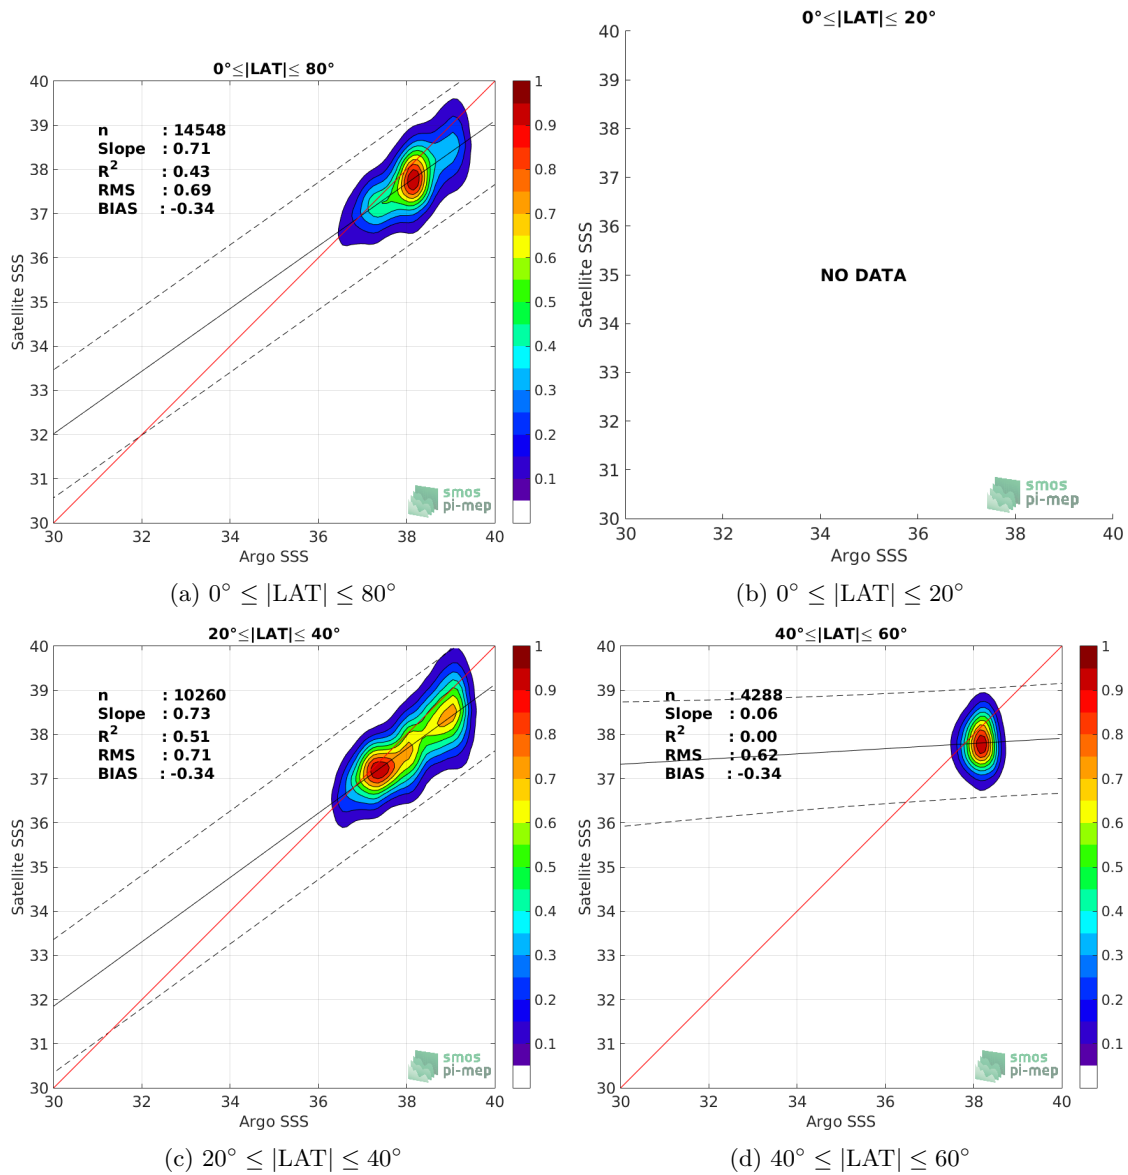 0°≤|LAT|≤ 80°
40
39
38
37
36
35
34
33
32
31
30
Satellite SSS
n : 14548
Slope : 0.71
R2 : 0.43
RMS : 0.69
BIAS : -0.34
smos
pi-mep
30 32 34 36 38 40
Argo SSS
1
0.9
0.8
0.7
0.6
0.5
0.4
0.3
0.2
0.1
(a) 0° ≤ |LAT| ≤ 80°
0°≤|LAT|≤ 20°
40
39
38
37
36
35
34
33
32
31
30
Satellite SSS
NO DATA
smos
pi-mep
30 32 34 36 38 40
Argo SSS
(b) 0° ≤ |LAT| ≤ 20°
20°≤|LAT|≤ 40°
40
39
38
37
36
35
34
33
32
31
30
Satellite SSS
n : 10260
Slope : 0.73
R2 : 0.51
RMS : 0.71
BIAS : -0.34
smos
pi-mep
30 32 34 36 38 40
Argo SSS
1
0.9
0.8
0.7
0.6
0.5
0.4
0.3
0.2
0.1
(c) 20° ≤ |LAT| ≤ 40°
40°≤|LAT|≤ 60°
40
39
38
37
36
35
34
33
32
31
30
Satellite SSS
n : 4288
Slope : 0.06
R2 : 0.00
RMS : 0.62
BIAS : -0.34
smos
pi-mep
30 32 34 36 38 40
Argo SSS
1
0.9
0.8
0.7
0.6
0.5
0.4
0.3
0.2
0.1
(d) 40° ≤ |LAT| ≤ 60°